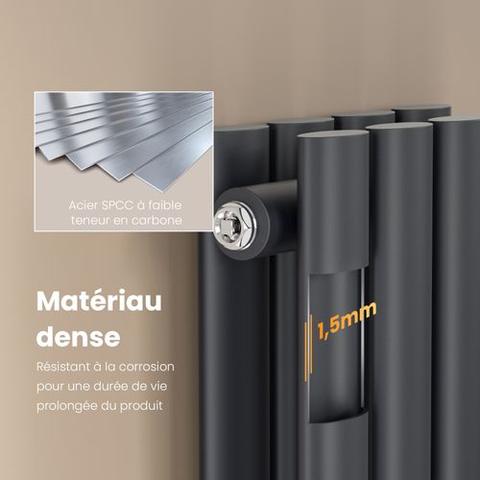 Acier SPCC à faible
teneur en carbone
Matériau
dense
Résistant à la corrosion
pour une durée de vie
prolongée du produit
1,5mm